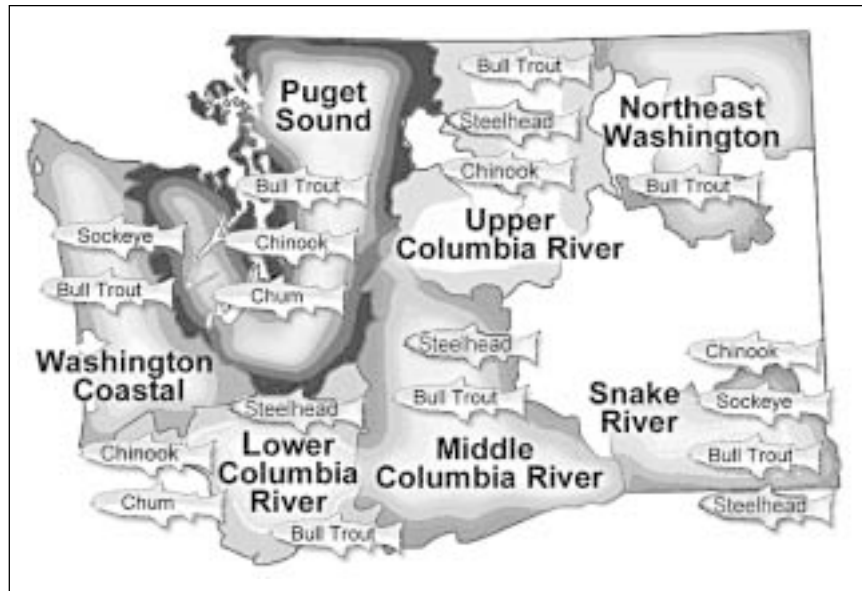 Puget
Sound
Bull Trout
Chinook
Chum
Sockeye
Bull Trout
Washington
Coastal
Bull Trout
Steelhead
Chinook
Upper
Columbia River
Northeast
Washington
Bull Trout
Steelhead
Bull Trout
Middle
Columbia River
Steelhead
Lower
Columbia
River
Chinook
Chum
Bull Trout
Snake
River
Chinook
Sockeye
Bull Trout
Steelhead